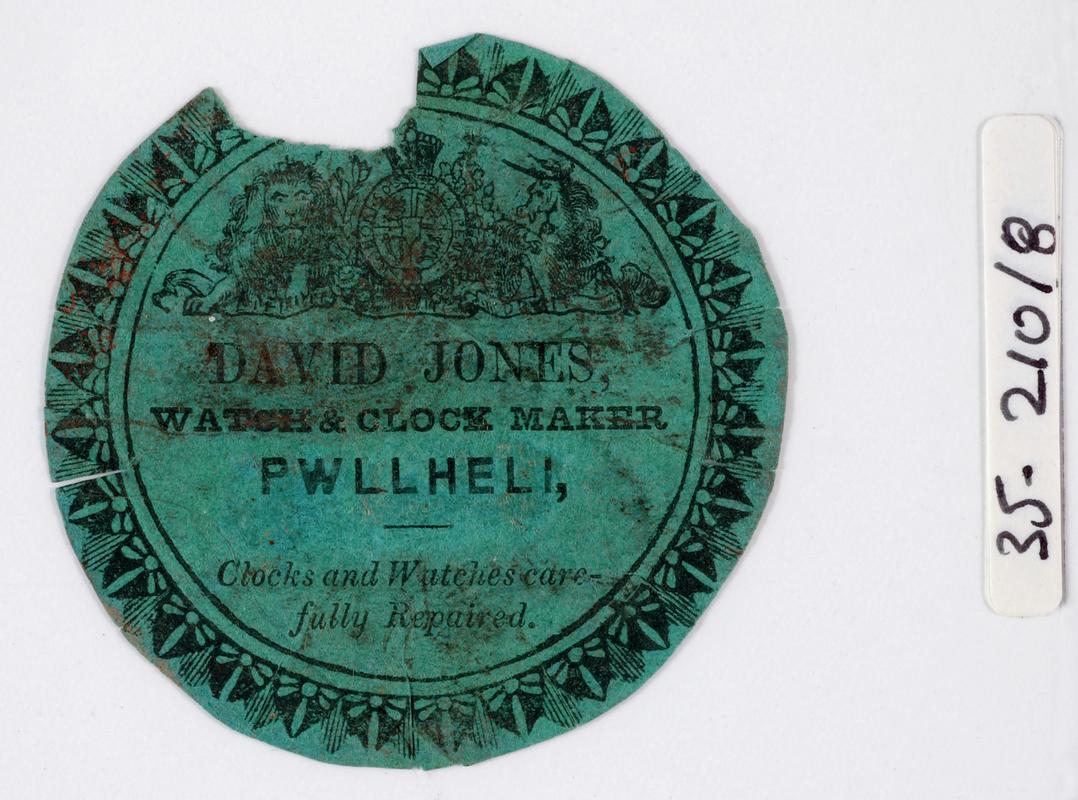 DAVID JONES,
WATCH & CLOCK MAKER
PWLLHELI,
Clocks and Watches care-
fully Repaired.
35. 210/8